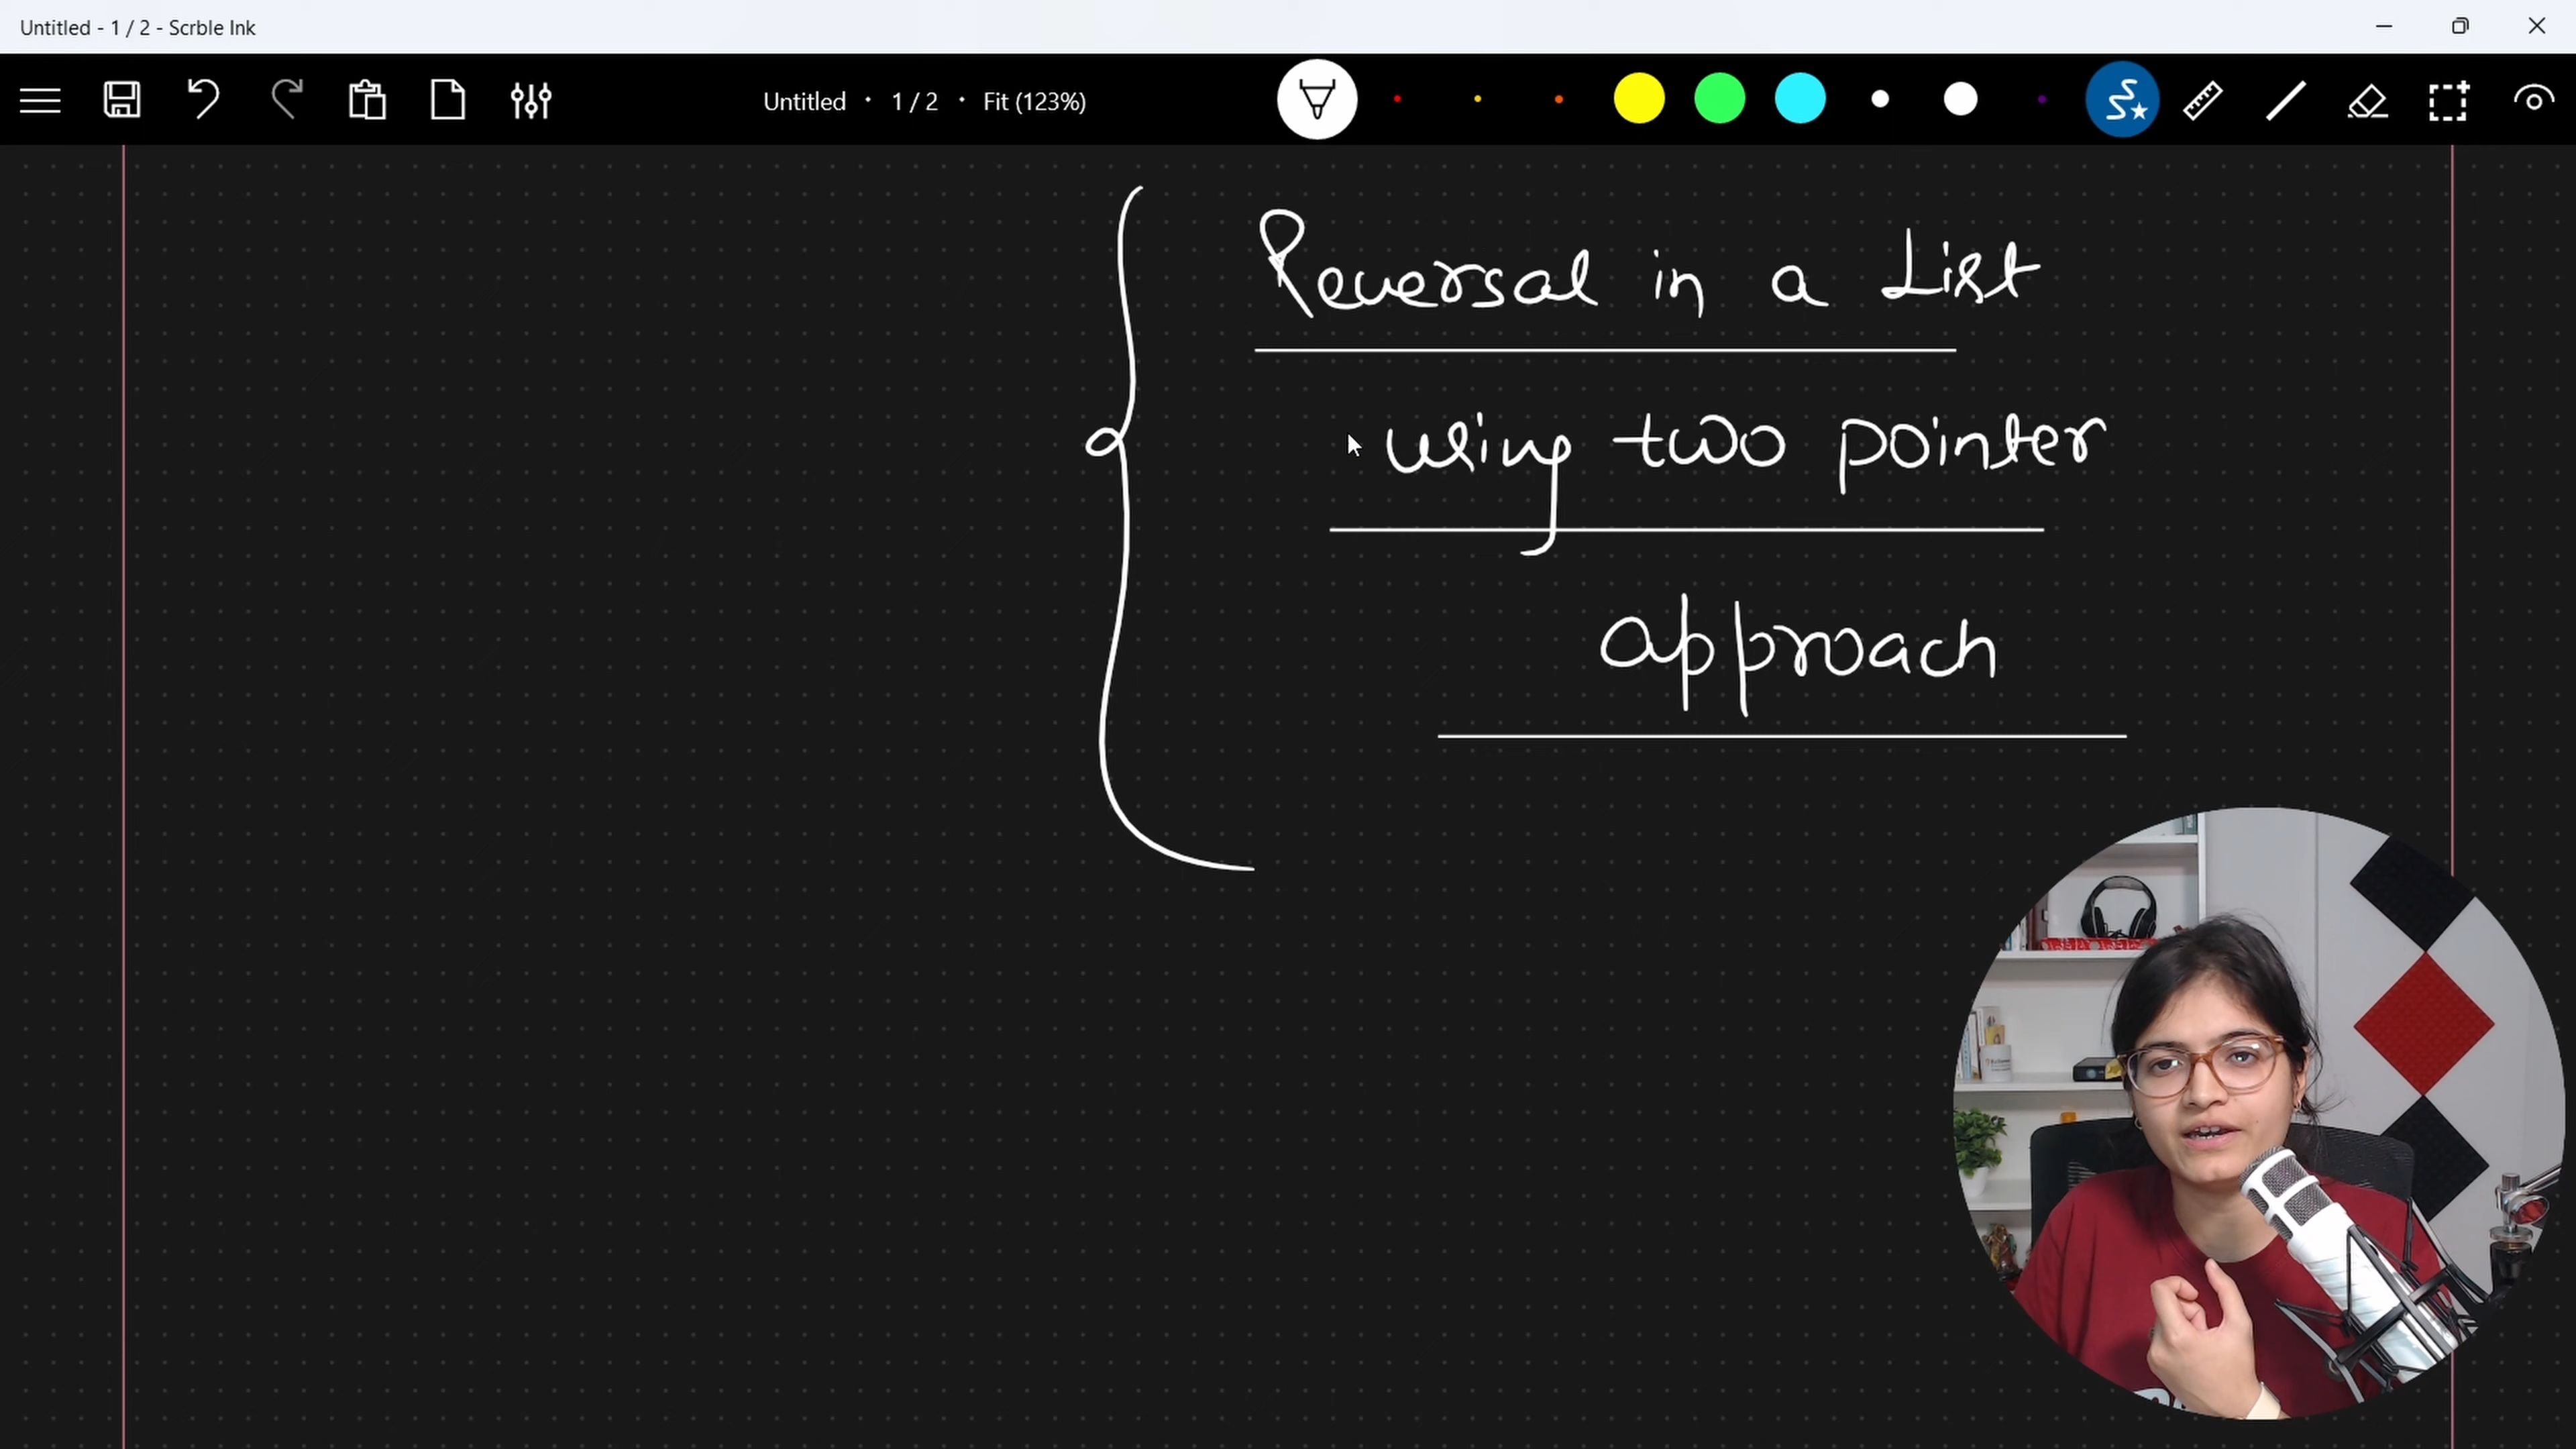 Untitled - 1 / 2 - Scrble Ink
Untitled • 1 / 2 • Fit (123%)
Reversal in a List
using two pointer
approach